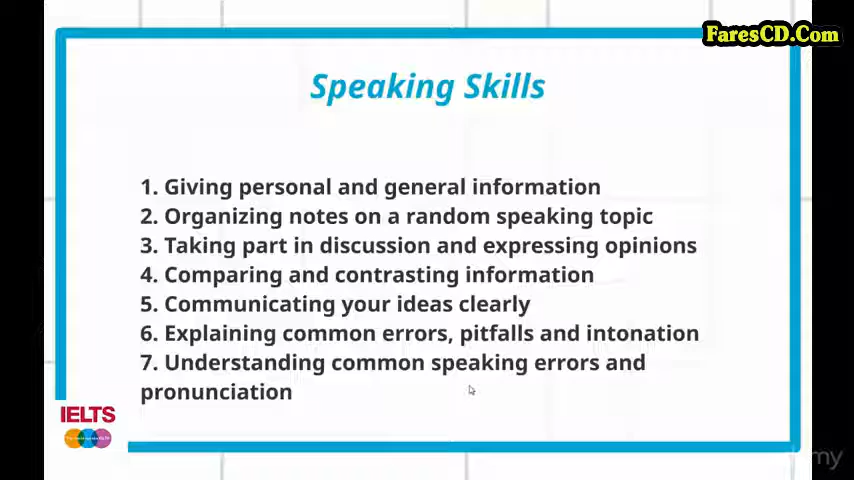 FaresCD.Com
Speaking Skills
1. Giving personal and general information
2. Organizing notes on a random speaking topic
3. Taking part in discussion and expressing opinions
4. Comparing and contrasting information
5. Communicating your ideas clearly
6. Explaining common errors, pitfalls and intonation
7. Understanding common speaking errors and
pronunciation
IELTS